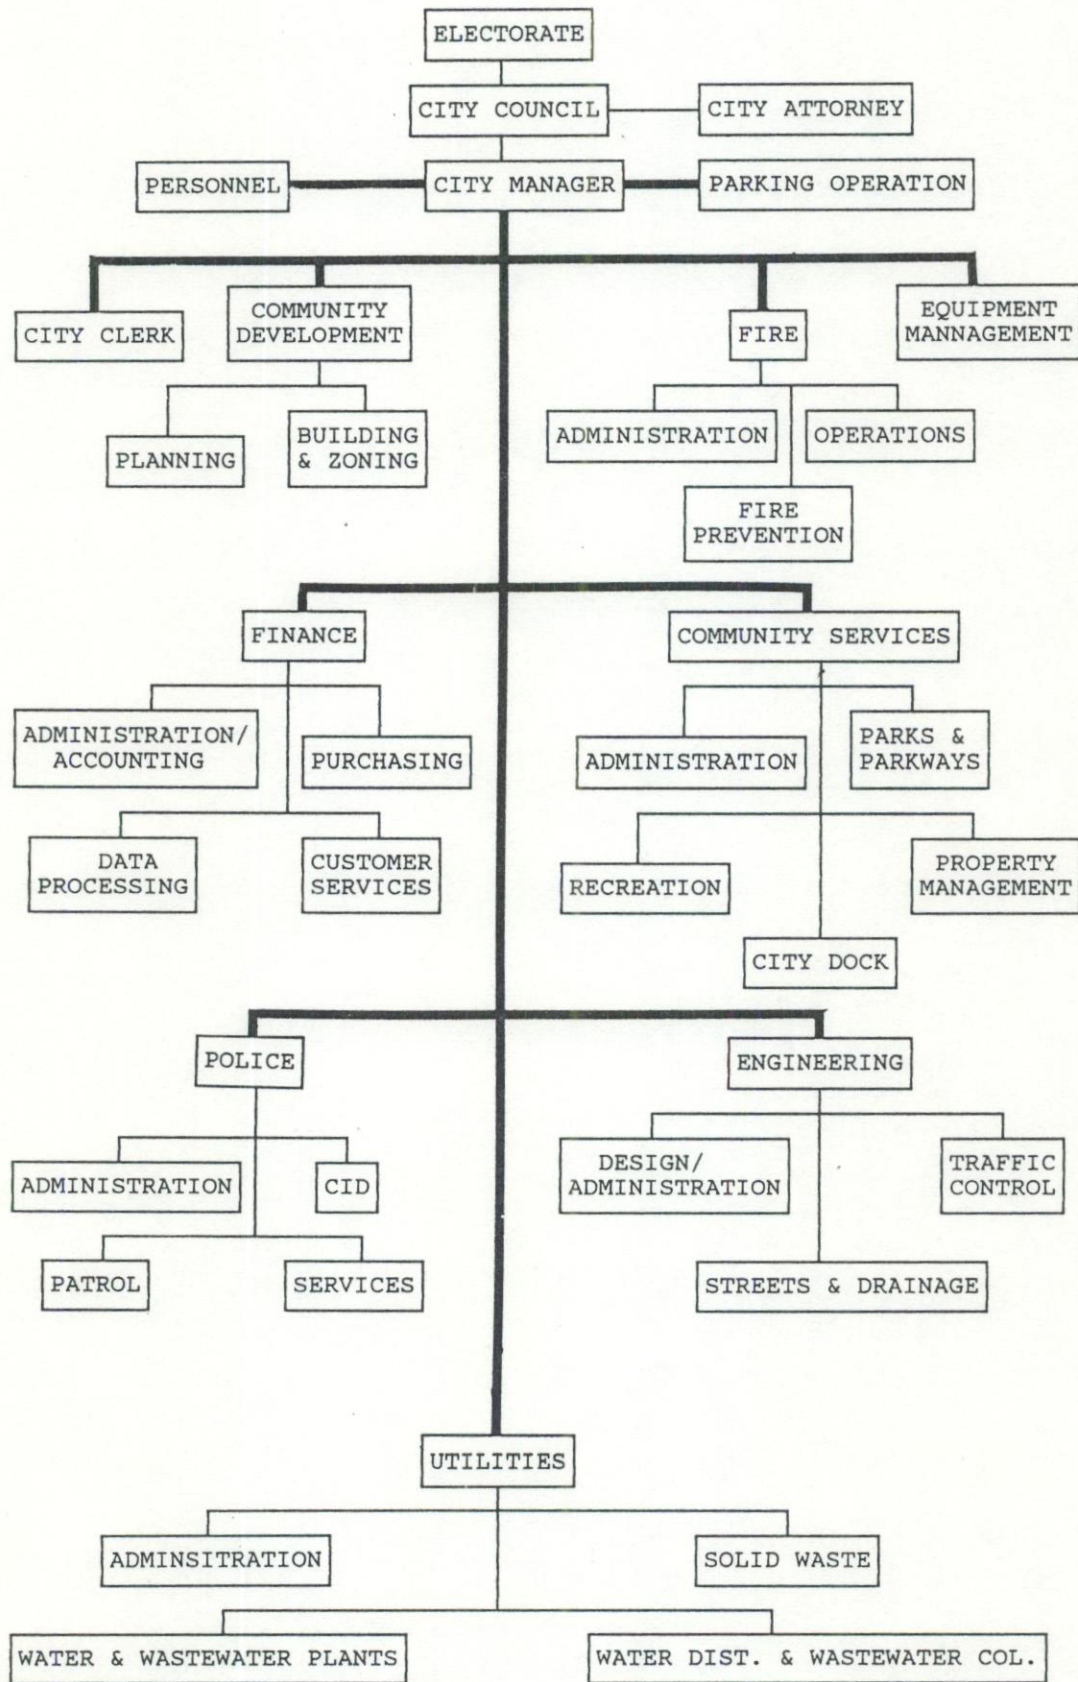 ELECTORATE
CITY COUNCIL
CITY ATTORNEY
PERSONNEL
CITY MANAGER
PARKING OPERATION
CITY CLERK
COMMUNITY
DEVELOPMENT
FIRE
EQUIPMENT
MANNAGEMENT
PLANNING
BUILDING
& ZONING
ADMINISTRATION
OPERATIONS
FIRE
PREVENTION
FINANCE
COMMUNITY SERVICES
ADMINISTRATION/
ACCOUNTING
PURCHASING
ADMINISTRATION
PARKS &
PARKWAYS
DATA
PROCESSING
CUSTOMER
SERVICES
RECREATION
PROPERTY
MANAGEMENT
CITY DOCK
POLICE
ENGINEERING
ADMINISTRATION
CID
DESIGN/
ADMINISTRATION
TRAFFIC
CONTROL
PATROL
SERVICES
STREETS & DRAINAGE
UTILITIES
ADMINSITRATION
SOLID WASTE
WATER & WASTEWATER PLANTS
WATER DIST. & WASTEWATER COL.